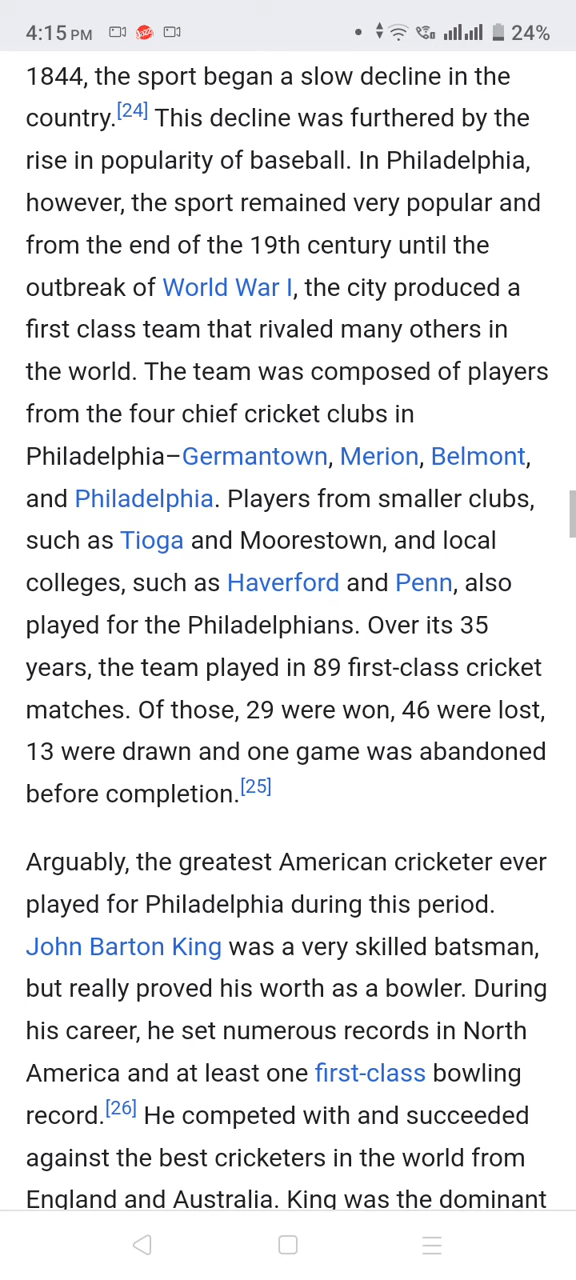 4:15 PM
24%
1844, the sport began a slow decline in the
country.[24] This decline was furthered by the
rise in popularity of baseball. In Philadelphia,
however, the sport remained very popular and
from the end of the 19th century until the
outbreak of World War I, the city produced a
first class team that rivaled many others in
the world. The team was composed of players
from the four chief cricket clubs in
Philadelphia–Germantown, Merion, Belmont,
and Philadelphia. Players from smaller clubs,
such as Tioga and Moorestown, and local
colleges, such as Haverford and Penn, also
played for the Philadelphians. Over its 35
years, the team played in 89 first-class cricket
matches. Of those, 29 were won, 46 were lost,
13 were drawn and one game was abandoned
before completion.[25]
Arguably, the greatest American cricketer ever
played for Philadelphia during this period.
John Barton King was a very skilled batsman,
but really proved his worth as a bowler. During
his career, he set numerous records in North
America and at least one first-class bowling
record.[26] He competed with and succeeded
against the best cricketers in the world from
England and Australia. King was the dominant